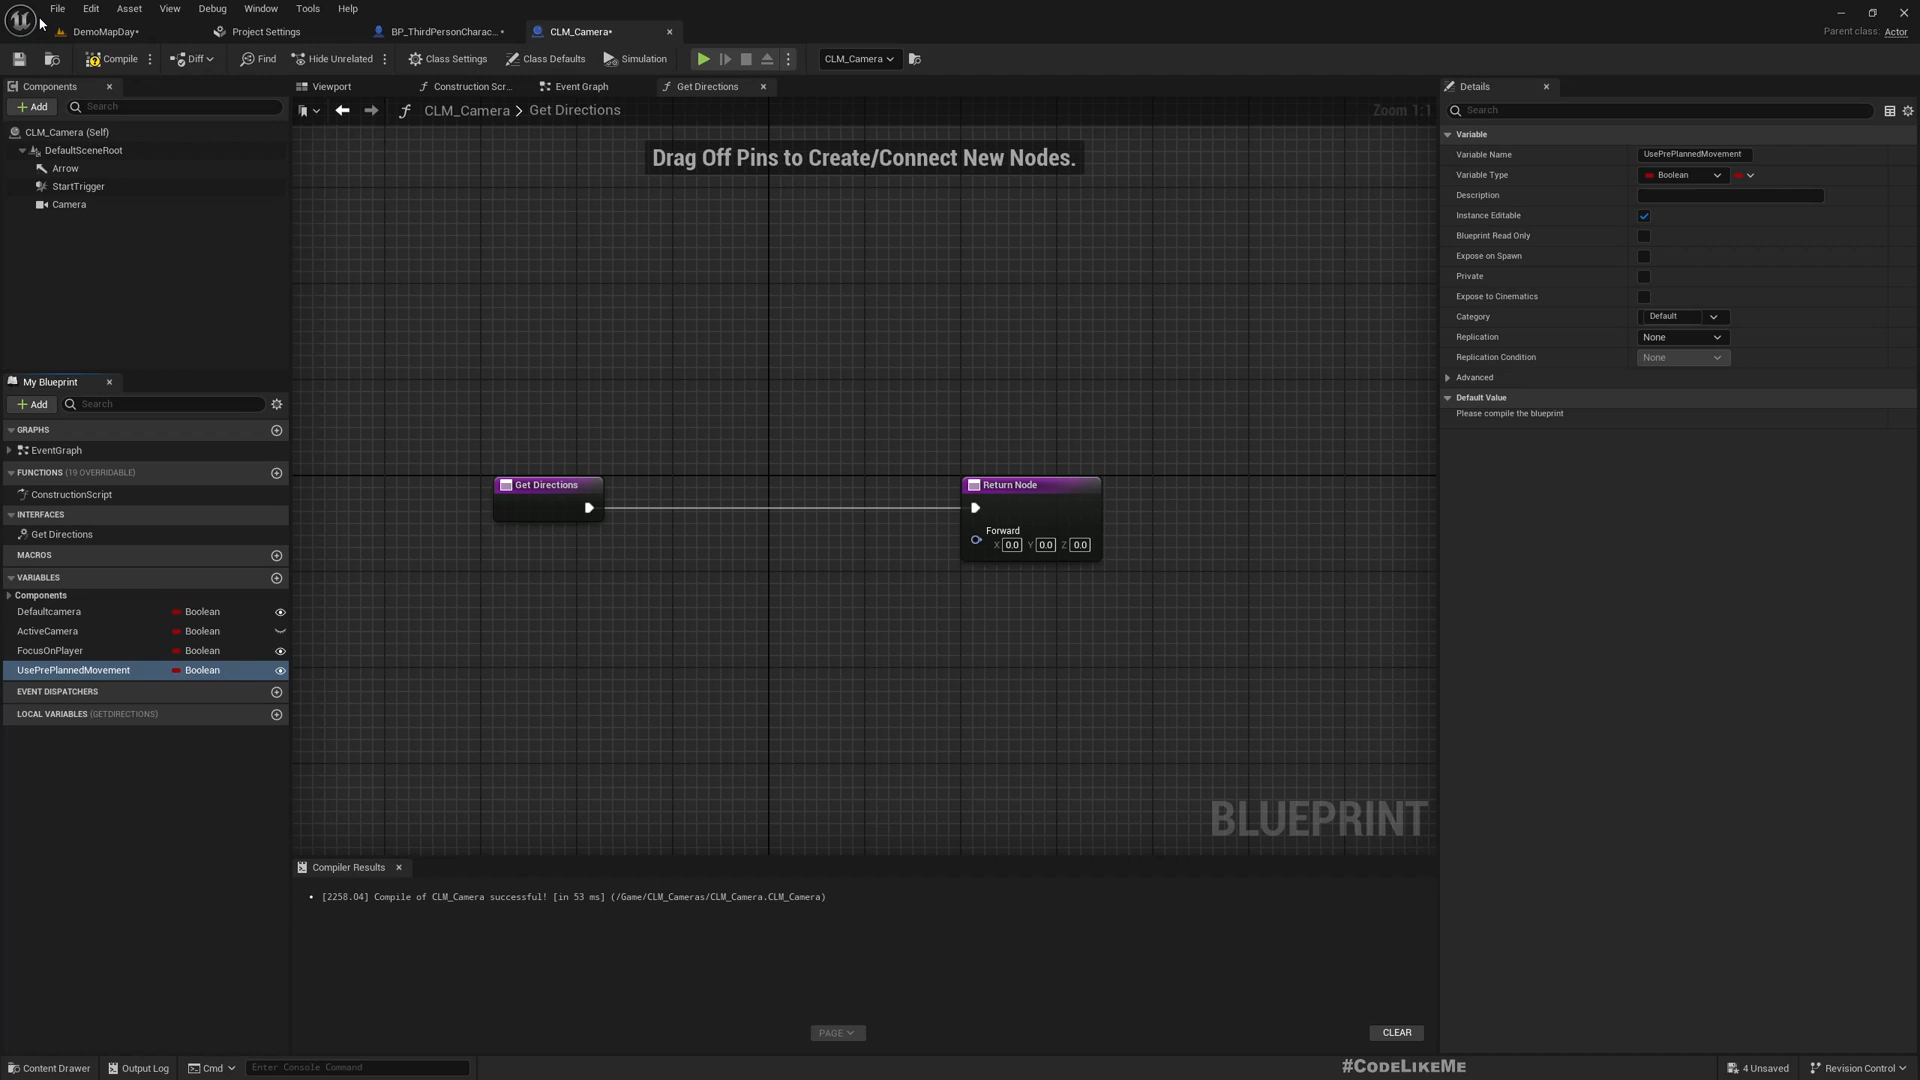 File Edit Asset View Debug Window Tools Help
DemoMapDay• Project Settings BP_ThirdPersonCharac...• CLM_Camera•
Parent class: Actor
Compile Diff Find Hide Unrelated Class Settings Class Defaults Simulation CLM_Camera
Components Viewport Construction Scr... Event Graph Get Directions Details
Add Search CLM_Camera > Get Directions Zoom 1:1 Search
Drag Off Pins to Create/Connect New Nodes.
CLM_Camera (Self)
DefaultSceneRoot
Arrow
StartTrigger
Camera
My Blueprint
Add Search
GRAPHS
EventGraph
FUNCTIONS (19 OVERRIDABLE)
ConstructionScript
INTERFACES
Get Directions
MACROS
VARIABLES
Components
Defaultcamera Boolean
ActiveCamera Boolean
FocusOnPlayer Boolean
UsePrePlannedMovement Boolean
EVENT DISPATCHERS
LOCAL VARIABLES (GETDIRECTIONS)
Get Directions
Return Node
Forward
X 0.0 Y 0.0 Z 0.0
BLUEPRINT
Variable
Variable Name UsePrePlannedMovement
Variable Type Boolean
Description
Instance Editable
Blueprint Read Only
Expose on Spawn
Private
Expose to Cinematics
Category Default
Replication None
Replication Condition None
Advanced
Default Value
Please compile the blueprint
Compiler Results
• [2258.04] Compile of CLM_Camera successful! [in 53 ms] (/Game/CLM_Cameras/CLM_Camera.CLM_Camera)
PAGE CLEAR
Content Drawer Output Log Cmd Enter Console Command #CodeLikeMe 4 Unsaved Revision Control